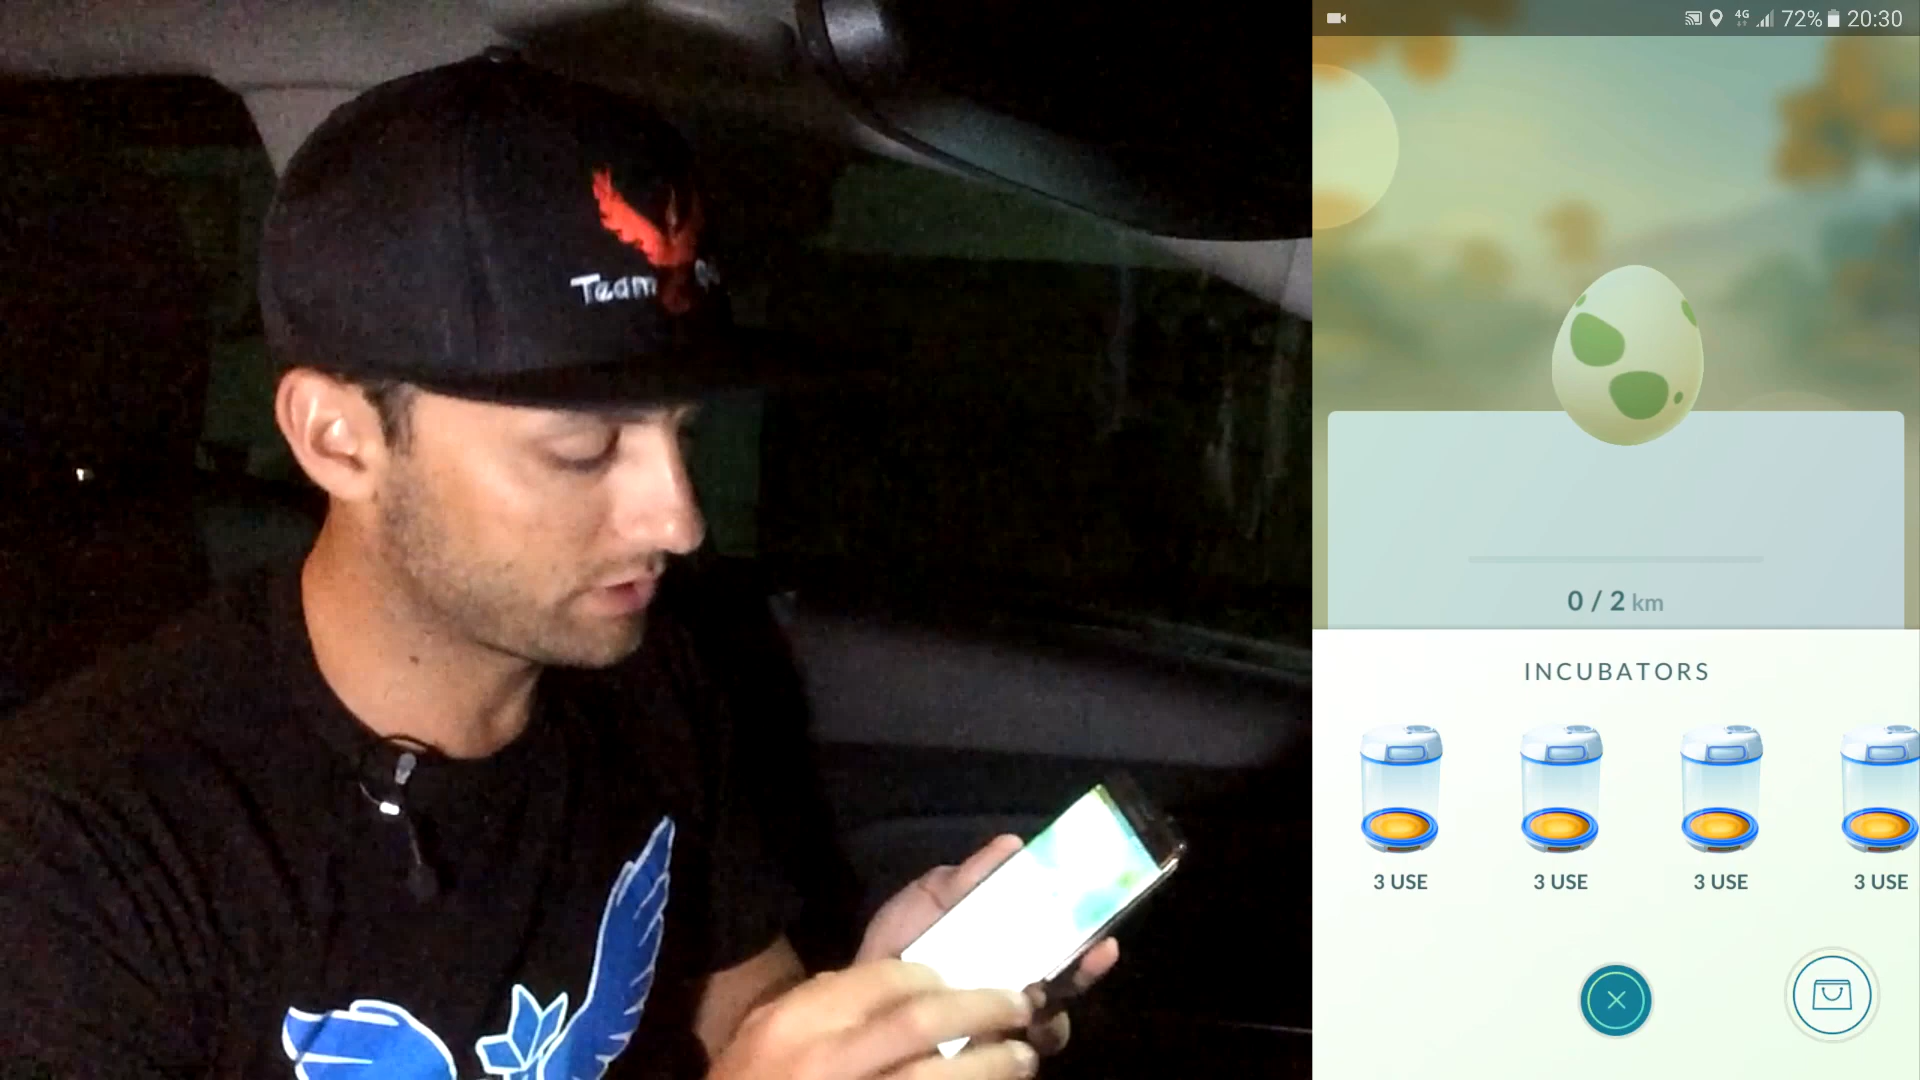 Team
4G 72% 20:30
0 / 2 km
INCUBATORS
3 USE 3 USE 3 USE 3 USE